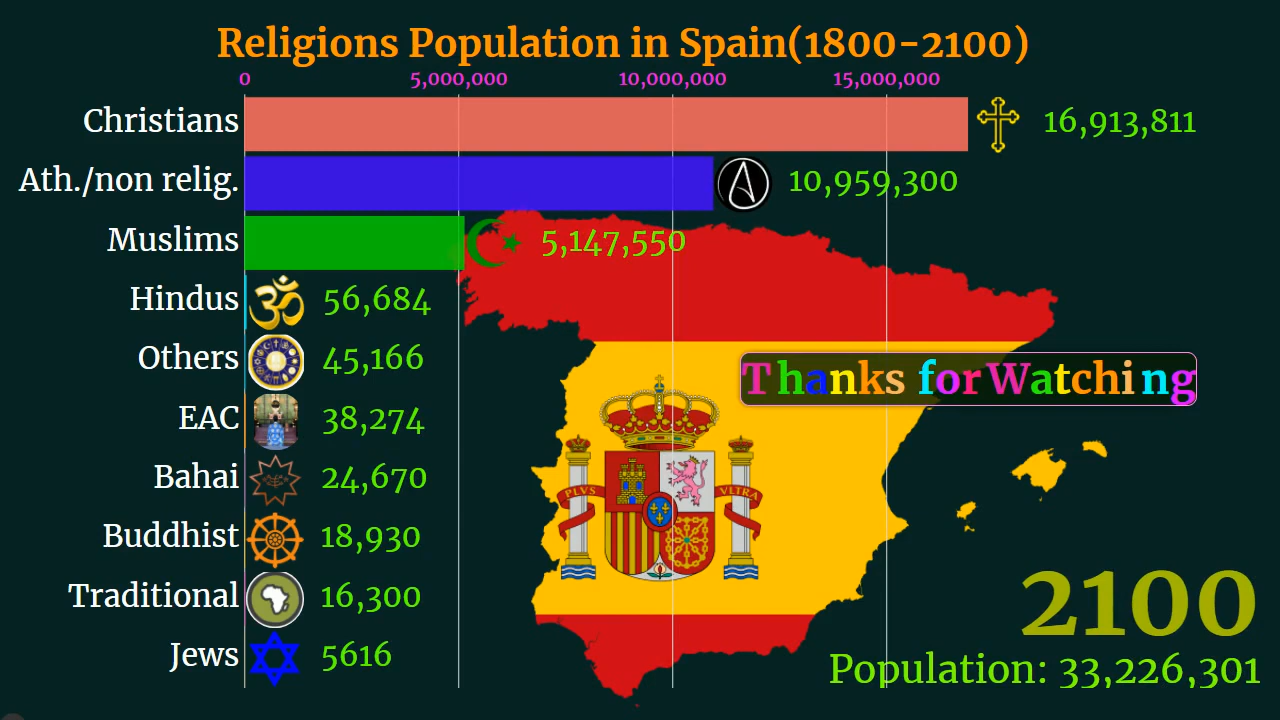 Religions Population in Spain(1800-2100)
0 5,000,000 10,000,000 15,000,000
Christians 16,913,811
Ath./non relig. 10,959,300
Muslims 5,147,550
Hindus 56,684
Others 45,166
Thanks for Watching
EAC 38,274
Bahai 24,670
PLVS VLTRA
Buddhist 18,930
Traditional 16,300
2100
Jews 5616
Population: 33,226,301